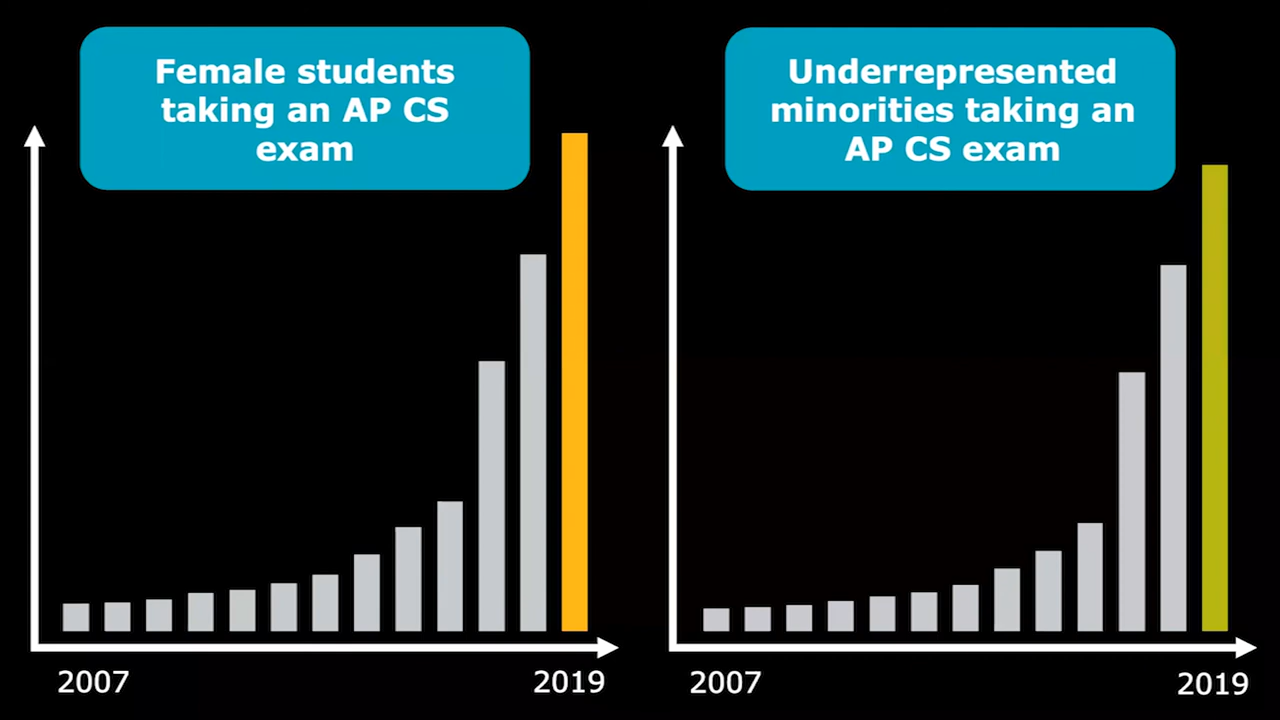 Female students
taking an AP CS
exam
Underrepresented
minorities taking an
AP CS exam
2007
2019
2007
2019